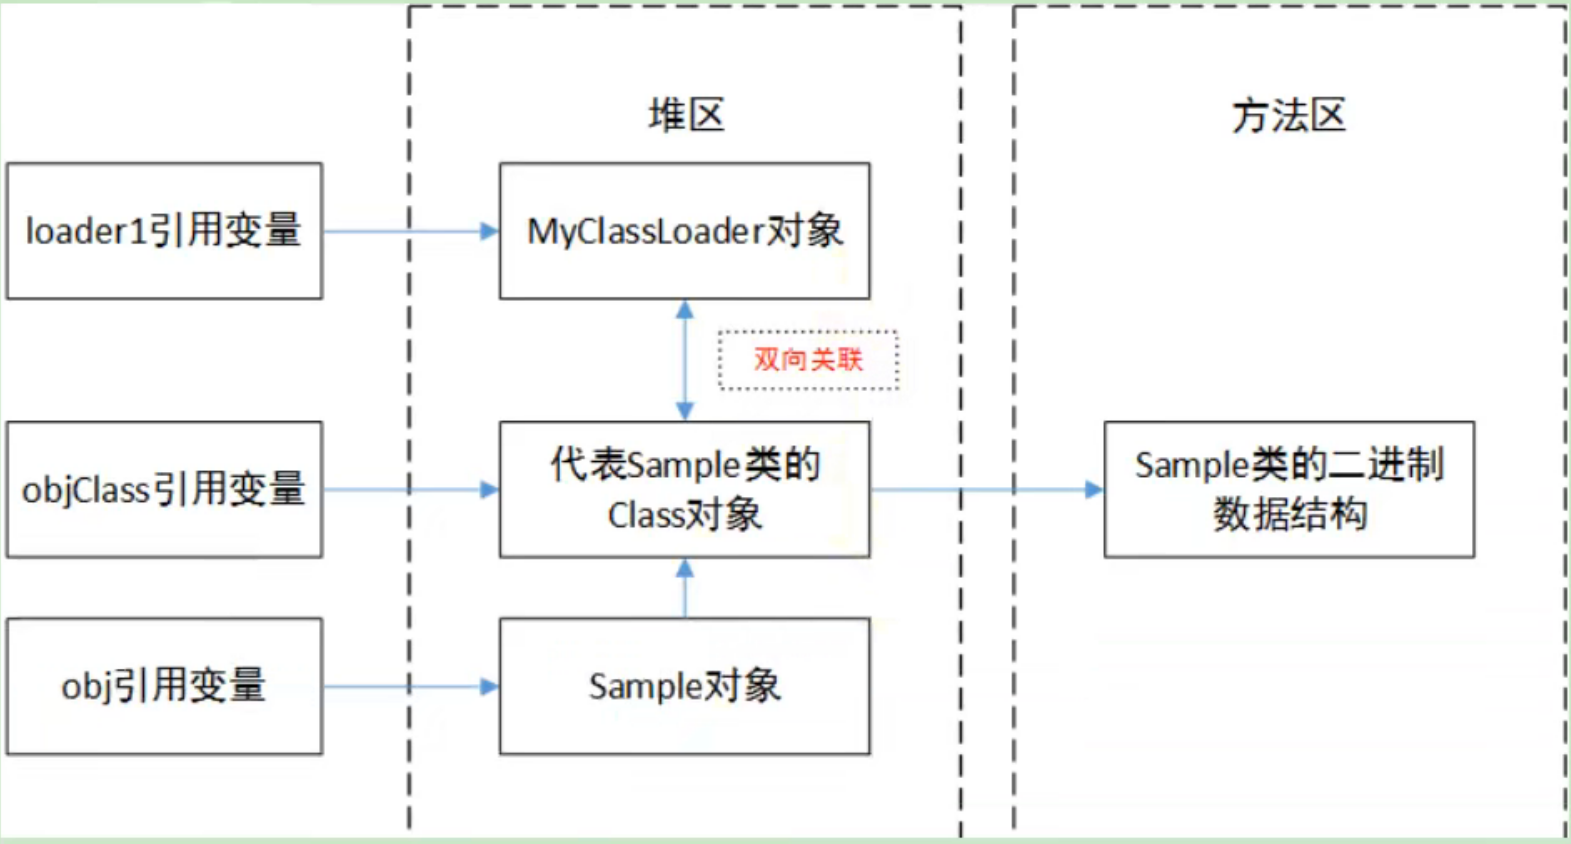 堆区
方法区
loader1引用变量
MyClassLoader对象
双向关联
objClass引用变量
代表Sample类的
Class对象
Sample类的二进制
数据结构
obj引用变量
Sample对象